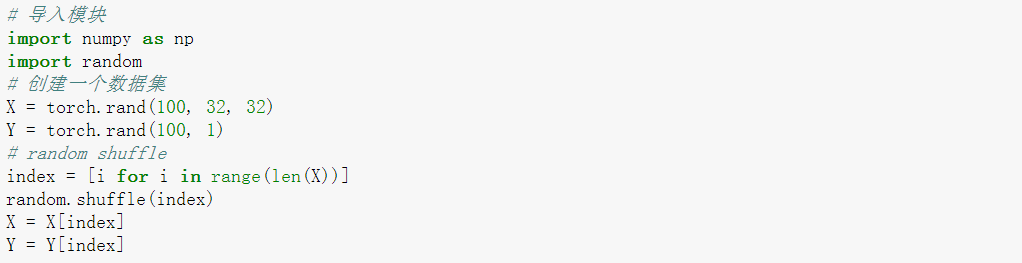 # 导入模块
import numpy as np
import random
# 创建一个数据集
X = torch.rand(100, 32, 32)
Y = torch.rand(100, 1)
# random shuffle
index = [i for i in range(len(X))]
random.shuffle(index)
X = X[index]
Y = Y[index]